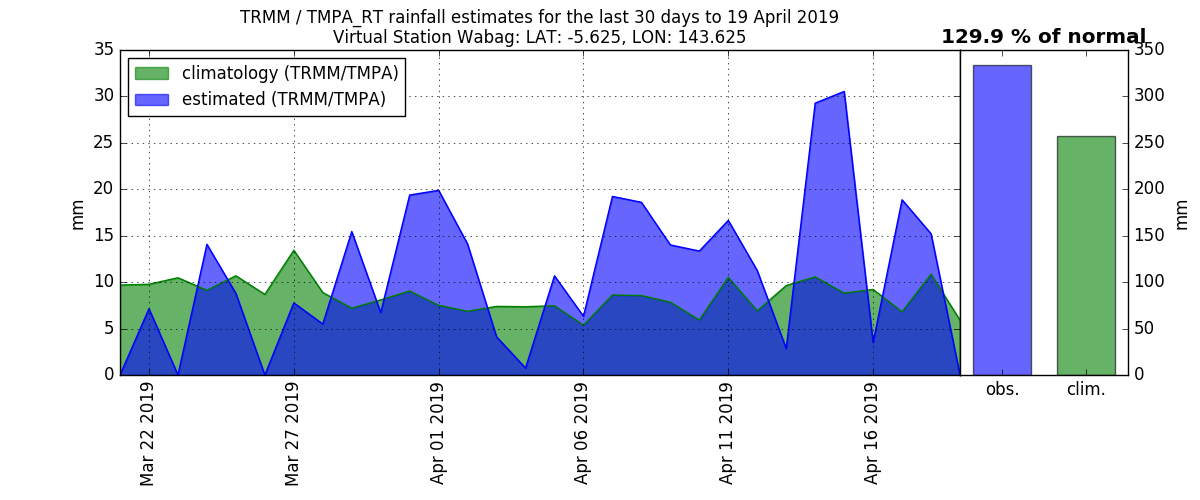 TRMM / TMPA_RT rainfall estimates for the last 30 days to 19 April 2019
Virtual Station Wabag: LAT: -5.625, LON: 143.625
129.9 % of normal
climatology (TRMM/TMPA)
estimated (TRMM/TMPA)
35
30
25
20
15
10
5
0
mm
Mar 22 2019
Mar 27 2019
Apr 01 2019
Apr 06 2019
Apr 11 2019
Apr 16 2019
obs.
clim.
350
300
250
200
150
100
50
0
mm